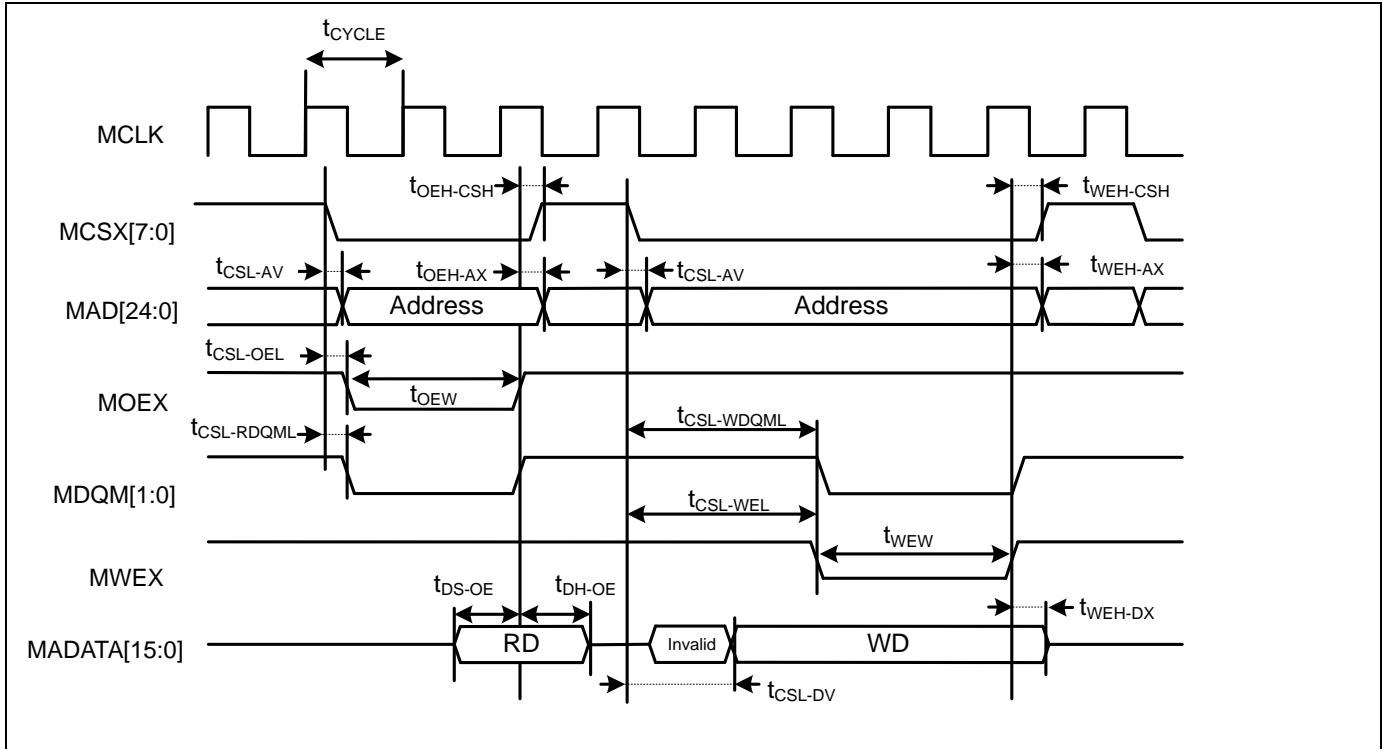 tCYCLE
MCLK
tOEH-CSH
tWEH-CSH
MCSX[7:0]
tCSL-AV
tOEH-AX
tCSL-AV
tWEH-AX
MAD[24:0]
Address
Address
tCSL-OEL
MOEX
tOEW
tCSL-RDQML
tCSL-WDQML
MDQM[1:0]
tCSL-WEL
tWEW
MWEX
tDS-OE
tDH-OE
tWEH-DX
MADATA[15:0]
RD
Invalid
WD
tCSL-DV